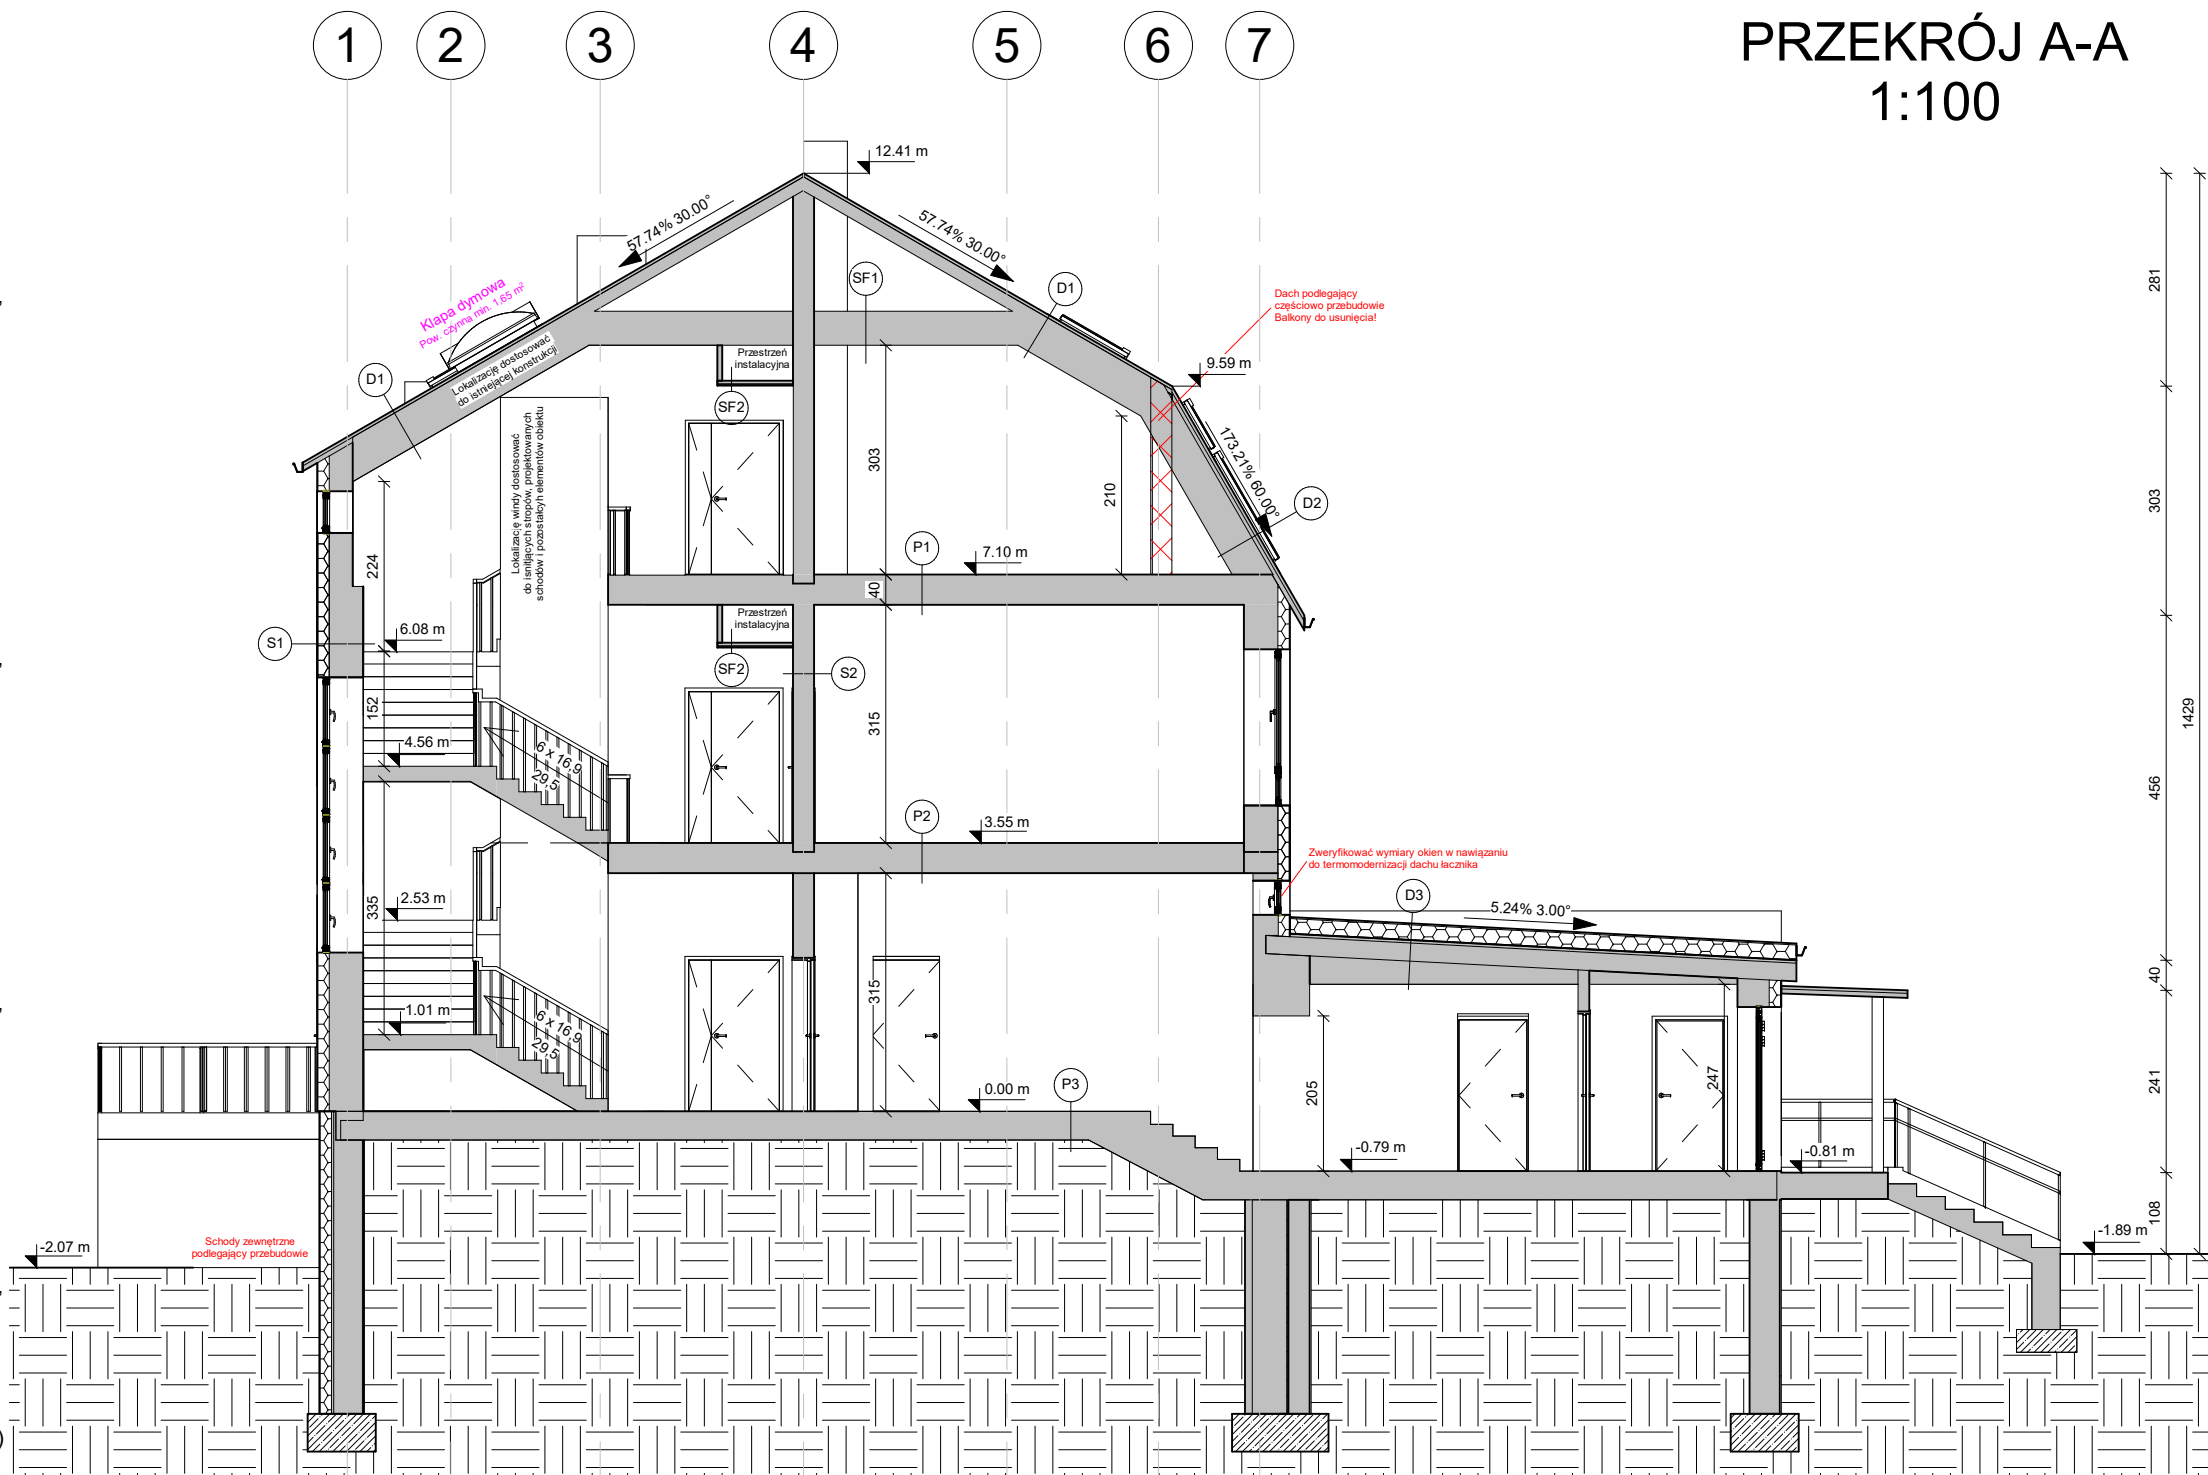 1 2 3 4 5 6 7
PRZEKRÓJ A-A
1:100
12.41 m
57.74% 30.00°
57.74% 30.00°
SF1
D1
Klapa dymowa
Pow. czynna min. 1,65 m²
Lokalizację dostosować
do istniejącej konstrukcji
D1
Dach podlegający
częściowo przebudowie
Balkony do usunięcia!
9.59 m
281
Przestrzeń
instalacyjna
SF2
Lokalizację windy dostosować
do isnitjących stropów, projektowanych
schodów i pozostałych elementów obiektu
303
210
173.21% 60.00°
D2
303
224
P1
7.10 m
40
Przestrzeń
instalacyjna
S1
6.08 m
SF2
S2
152
4.56 m
6 x 16,9
29,5
315
1429
456
P2
3.55 m
Zweryfikować wymiary okien w nawiązaniu
do termomodernizacji dachu łacznika
335
2.53 m
D3
5.24% 3.00°
315
40
1.01 m
6 x 16,9
29,5
0.00 m
P3
205
247
241
-0.79 m
-0.81 m
108
Schody zewnętrzne
podlegający przebudowie
-2.07 m
-1.89 m